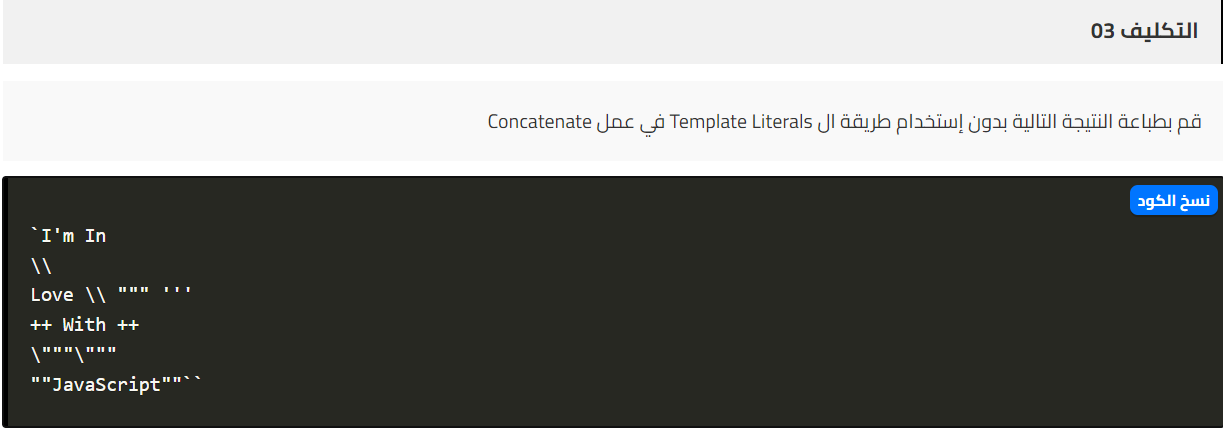 التكليف 03
قم بطباعة النتيجة التالية بدون إستخدام طريقة ال Template Literals في عمل Concatenate
نسخ الكود
`I'm In
\\
Love \\ """ '''
++ With ++
\"""\"""
""JavaScript""``